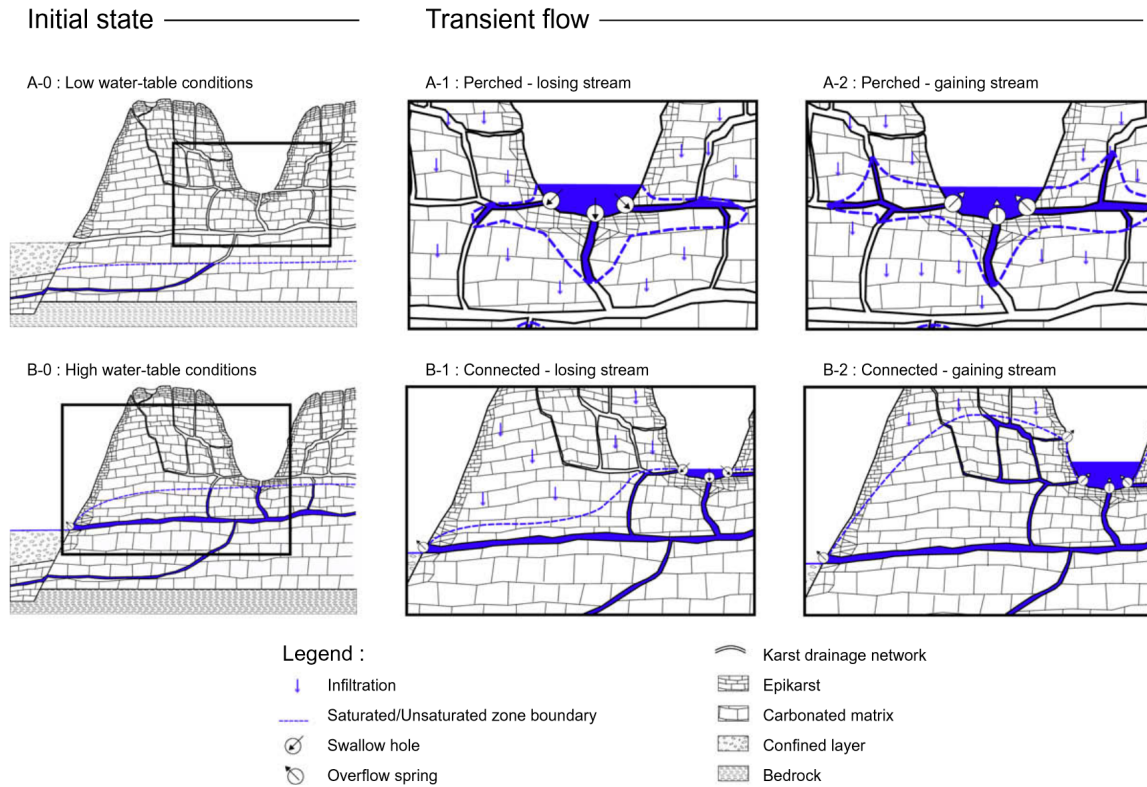 Initial state
Transient flow
A-0 : Low water-table conditions
A-1 : Perched - losing stream
A-2 : Perched - gaining stream
B-0 : High water-table conditions
B-1 : Connected - losing stream
B-2 : Connected - gaining stream
Legend :
Infiltration
Saturated/Unsaturated zone boundary
Swallow hole
Overflow spring
Karst drainage network
Epikarst
Carbonated matrix
Confined layer
Bedrock